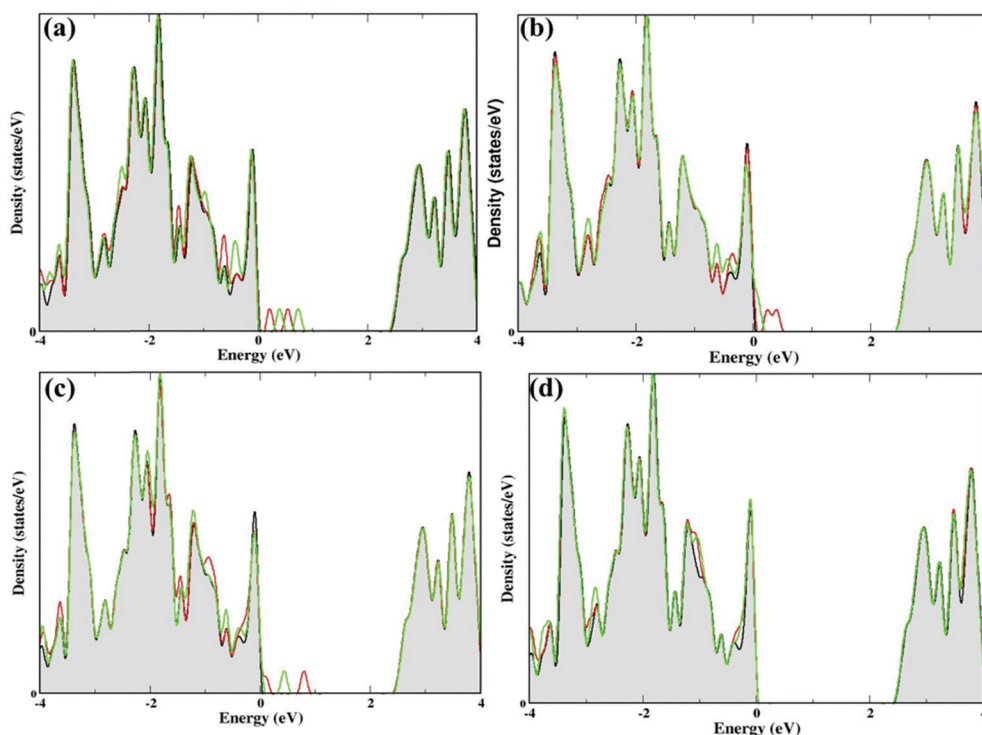 (a)
Density (states/eV)
0
-4 -2 0 2 4
Energy (eV)
(b)
Density (states/eV)
0
-4 -2 0 2 4
Energy (eV)
(c)
Density (states/eV)
0
-4 -2 0 2 4
Energy (eV)
(d)
Density (states/eV)
0
-4 -2 0 2 4
Energy (eV)